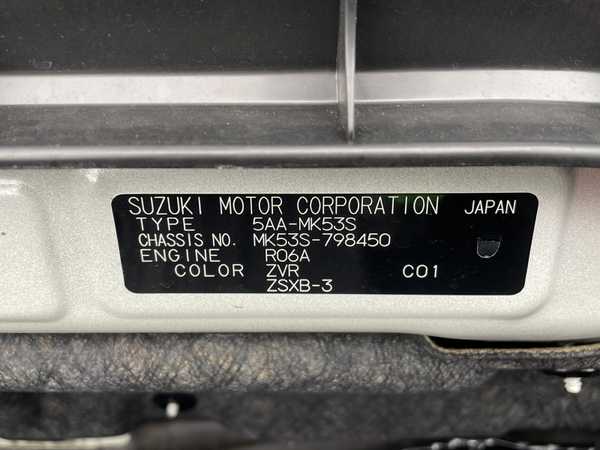 SUZUKI MOTOR CORPORATION JAPAN
TYPE 5AA-MK53S
CHASSIS NO. MK53S-798450
ENGINE R06A
COLOR ZVR C01
ZSXB-3